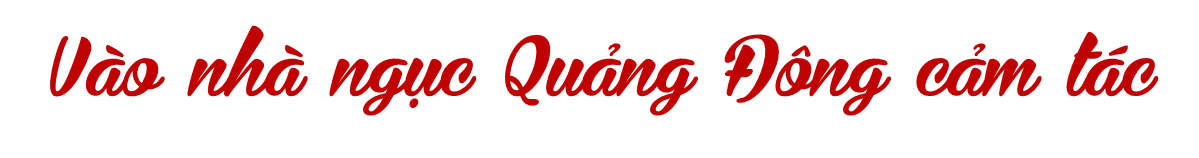 Vào nhà ngục Quảng Đông cảm tác